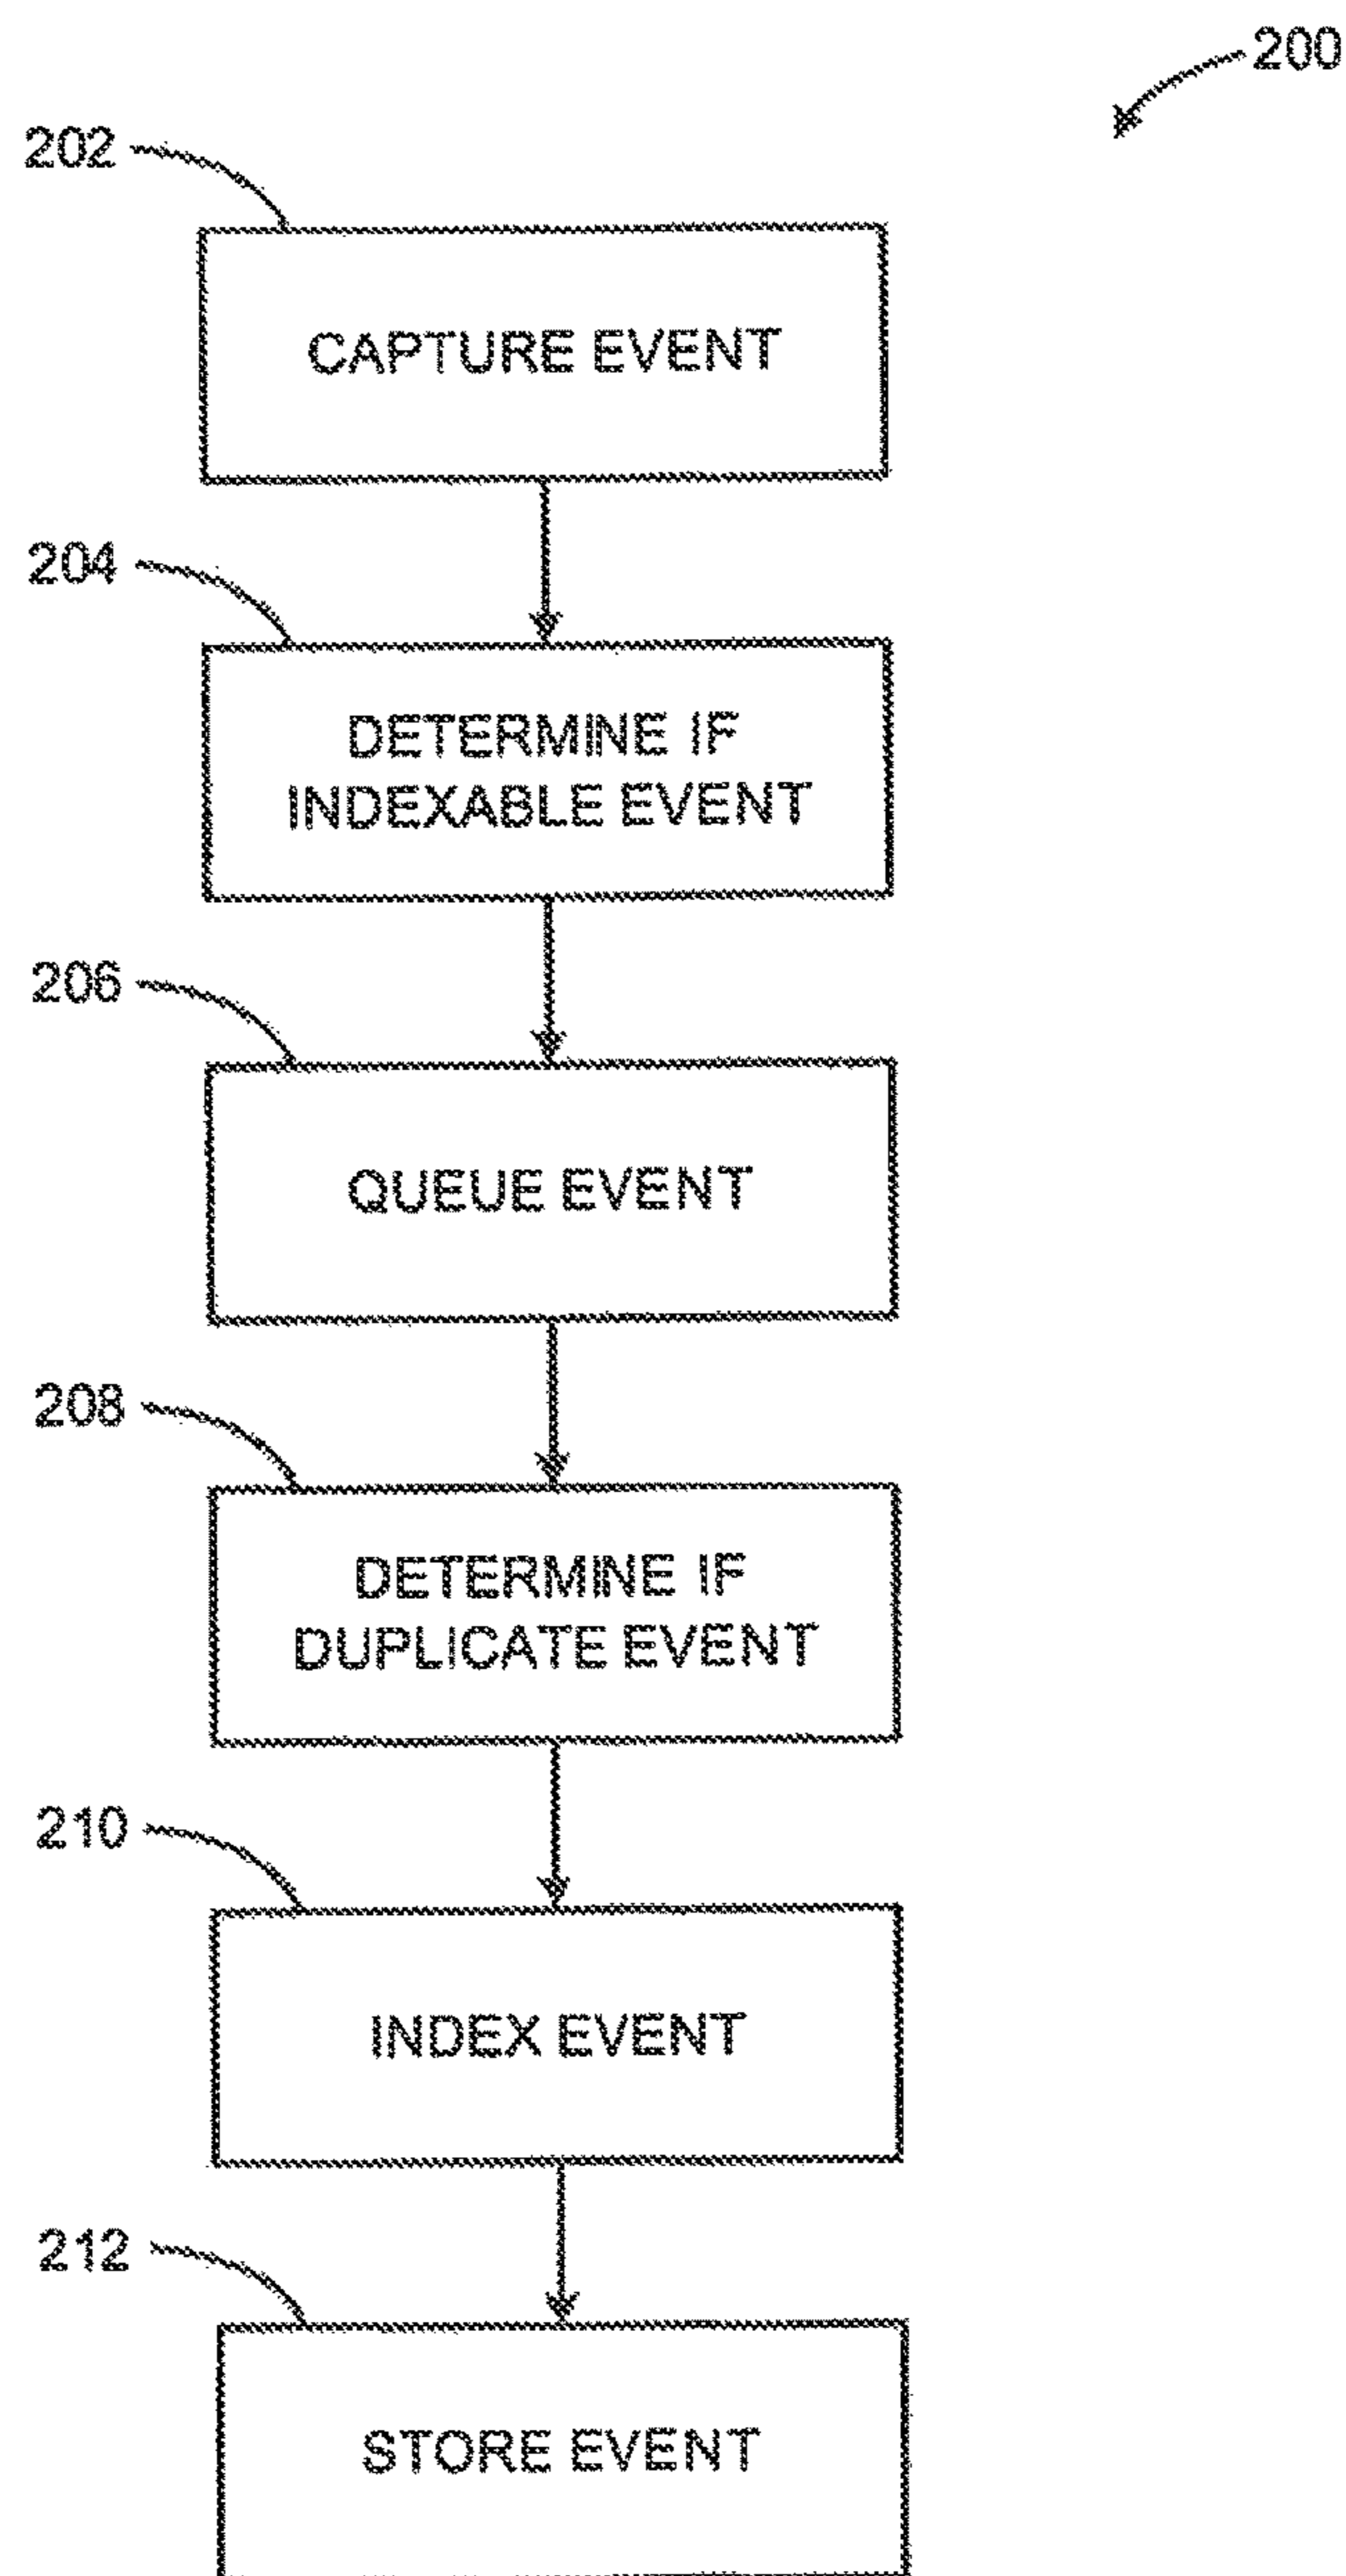 200
202
CAPTURE EVENT
204
DETERMINE IF
INDEXABLE EVENT
206
QUEUE EVENT
208
DETERMINE IF
DUPLICATE EVENT
210
INDEX EVENT
212
STORE EVENT